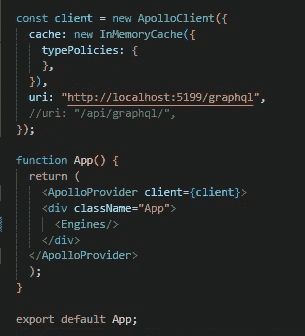 const client = new ApolloClient({
  cache: new InMemoryCache({
    typePolicies: {
    },
  }),
  uri: "http://localhost:5199/graphql",
  //uri: "/api/graphql/",
});

function App() {
  return (
    <ApolloProvider client={client}>
    <div className="App">
      <Engines/>
    </div>
  </ApolloProvider>
  );
}

export default App;